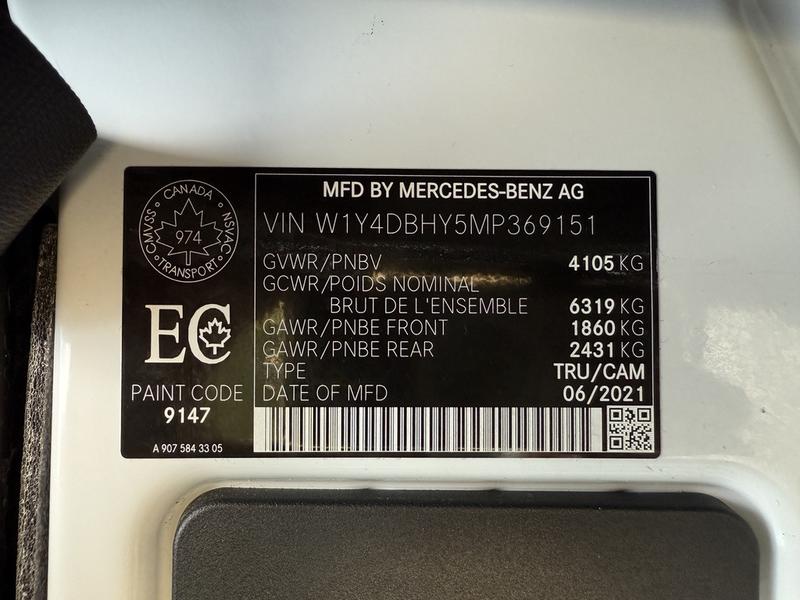 MFD BY MERCEDES-BENZ AG
VIN W1Y4DBHY5MP369151
GVWR/PNBV 4105 KG
GCWR/POIDS NOMINAL
BRUT DE L'ENSEMBLE 6319 KG
GAWR/PNBE FRONT 1860 KG
GAWR/PNBE REAR 2431 KG
TYPE TRU/CAM
DATE OF MFD 06/2021
CANADA
CMVSS
NSVAC
974
TRANSPORT
EC
PAINT CODE
9147
A 907 584 33 05